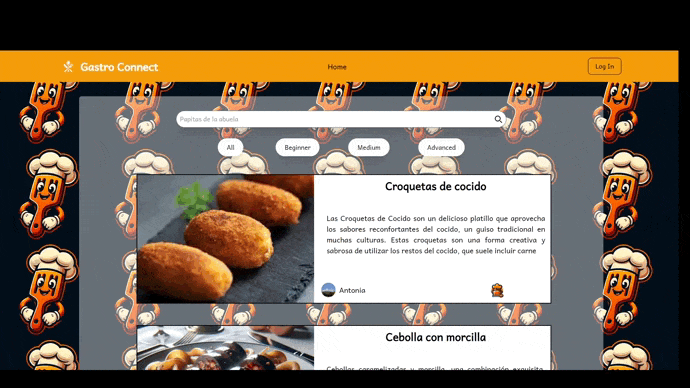 Gastro Connect
Home
Log In
Papitas de la abuela
All
Beginner
Medium
Advanced
Croquetas de cocido
Las Croquetas de Cocido son un delicioso platillo que aprovecha
los sabores reconfortantes del cocido, un guiso tradicional en
muchas culturas. Estas croquetas son una forma creativa y
sabrosa de utilizar los restos del cocido, que suele incluir carne
Antonia
Cebolla con morcilla
Cebollas caramelizadas y morcilla, una combinación exquisita